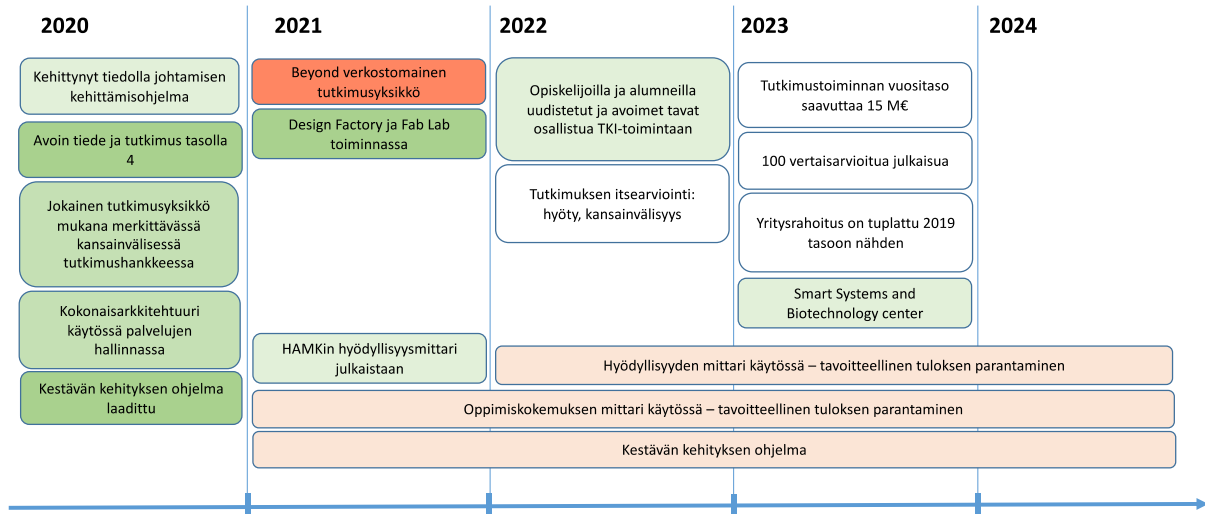 2020
2021
2022
2023
2024
Kehittynyt tiedolla johtamisen
kehittämisohjelma
Avoin tiede ja tutkimus tasolla
4
Jokainen tutkimusyksikkö
mukana merkittävässä
kansainvälisessä
tutkimushankkeessa
Kokonaisarkkitehtuuri
käytössä palvelujen
hallinnassa
Kestävän kehityksen ohjelma
laadittu
Beyond verkostomainen
tutkimusyksikkö
Design Factory ja Fab Lab
toiminnassa
HAMKin hyödyllisyysmittari
julkaistaan
Opiskelijoilla ja alumneilla
uudistetut ja avoimet tavat
osallistua TKI-toimintaan
Tutkimuksen itsearviointi:
hyöty, kansainvälisyys
Tutkimustoiminnan vuositaso
saavuttaa 15 M€
100 vertaisarvioitua julkaisua
Yritysrahoitus on tuplattu 2019
tasoon nähden
Smart Systems and
Biotechnology center
Hyödyllisyyden mittari käytössä – tavoitteellinen tuloksen parantaminen
Oppimiskokemuksen mittari käytössä – tavoitteellinen tuloksen parantaminen
Kestävän kehityksen ohjelma